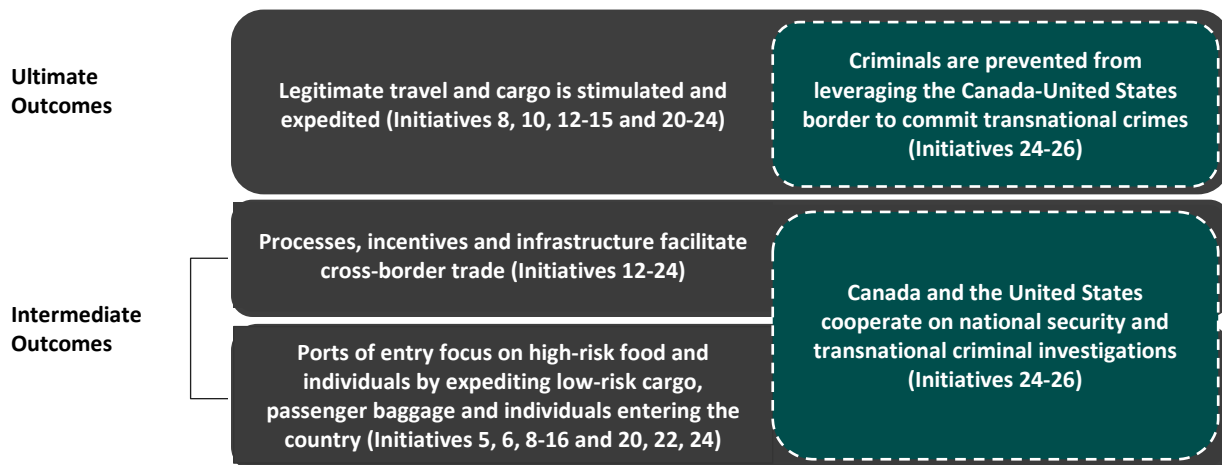 Ultimate
Outcomes
Legitimate travel and cargo is stimulated and
expedited (Initiatives 8, 10, 12-15 and 20-24)
Criminals are prevented from
leveraging the Canada-United States
border to commit transnational crimes
(Initiatives 24-26)
Intermediate
Outcomes
Processes, incentives and infrastructure facilitate
cross-border trade (Initiatives 12-24)
Ports of entry focus on high-risk food and
individuals by expediting low-risk cargo,
passenger baggage and individuals entering the
country (Initiatives 5, 6, 8-16 and 20, 22, 24)
Canada and the United States
cooperate on national security and
transnational criminal investigations
(Initiatives 24-26)